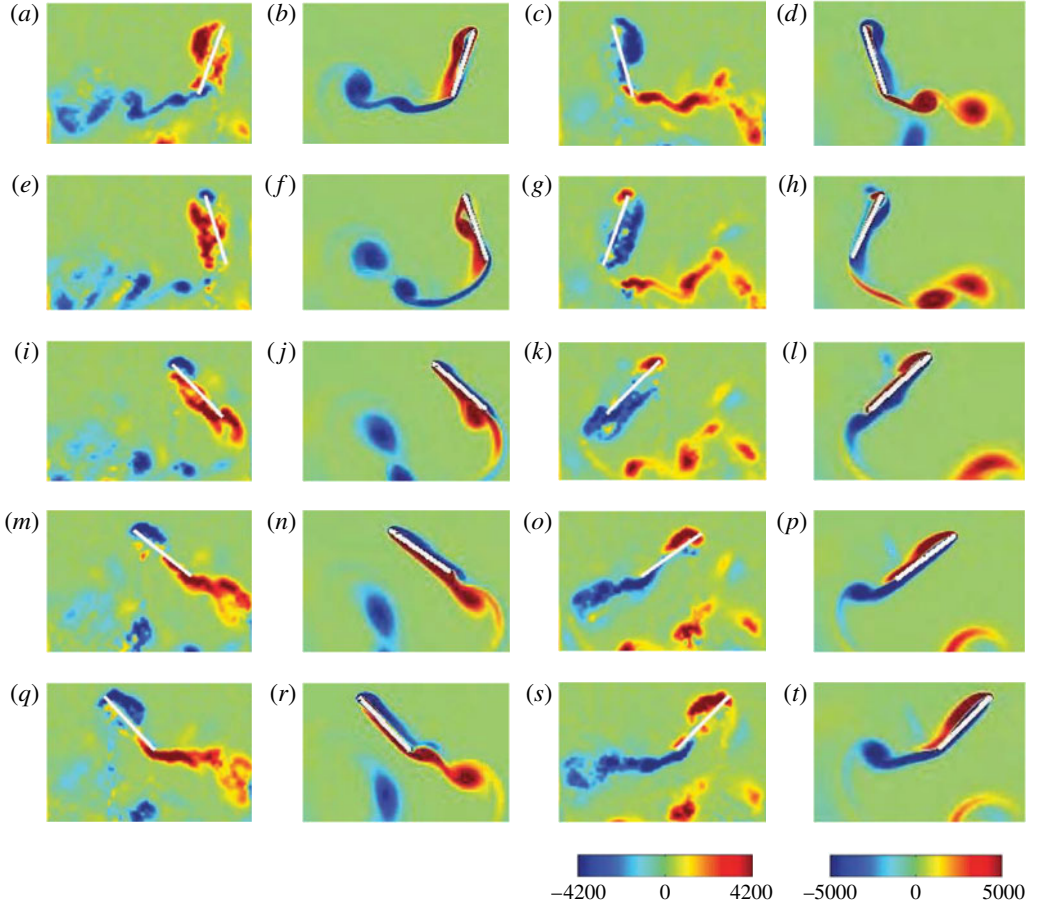 (a) (b) (c) (d)
(e) (f) (g) (h)
(i) (j) (k) (l)
(m) (n) (o) (p)
(q) (r) (s) (t)
−4200 0 4200 −5000 0 5000